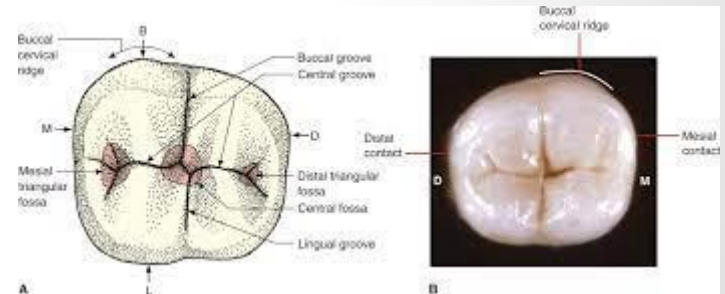 Buccal
cervical
ridge
B
Buccal groove
Central groove
M
D
Mesial
triangular
fossa
Distal triangular
fossa
Central fossa
Lingual groove
L
A
Buccal
cervical ridge
Distal
contact
D
M
Mesial
contact
B